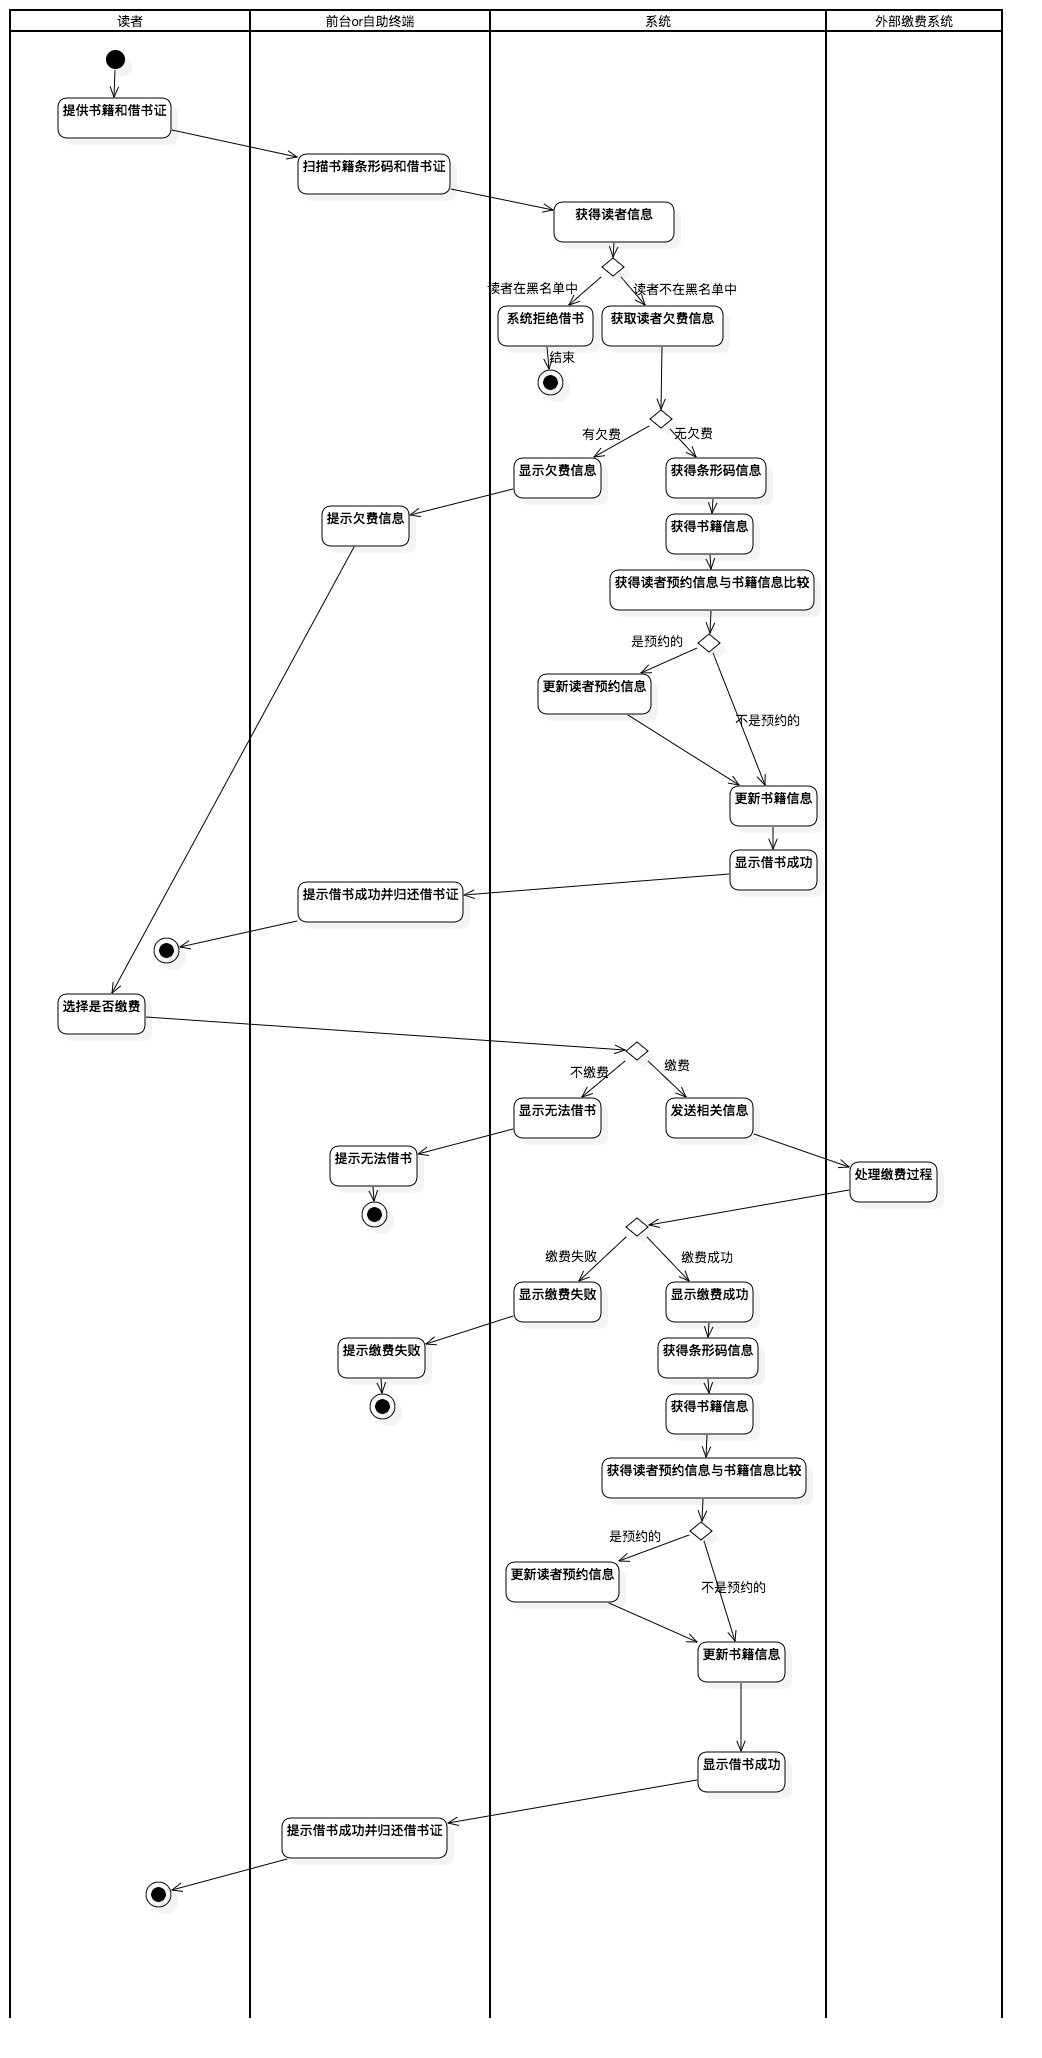 读者
前台or自助终端
系统
外部缴费系统
提供书籍和借书证
扫描书籍条形码和借书证
获得读者信息
读者在黑名单中
读者不在黑名单中
系统拒绝借书
获取读者欠费信息
结束
有欠费
无欠费
显示欠费信息
获得条形码信息
提示欠费信息
获得书籍信息
获得读者预约信息与书籍信息比较
是预约的
更新读者预约信息
不是预约的
更新书籍信息
显示借书成功
提示借书成功并归还借书证
选择是否缴费
不缴费
缴费
显示无法借书
发送相关信息
提示无法借书
处理缴费过程
缴费失败
缴费成功
显示缴费失败
显示缴费成功
提示缴费失败
获得条形码信息
获得书籍信息
获得读者预约信息与书籍信息比较
是预约的
更新读者预约信息
不是预约的
更新书籍信息
显示借书成功
提示借书成功并归还借书证